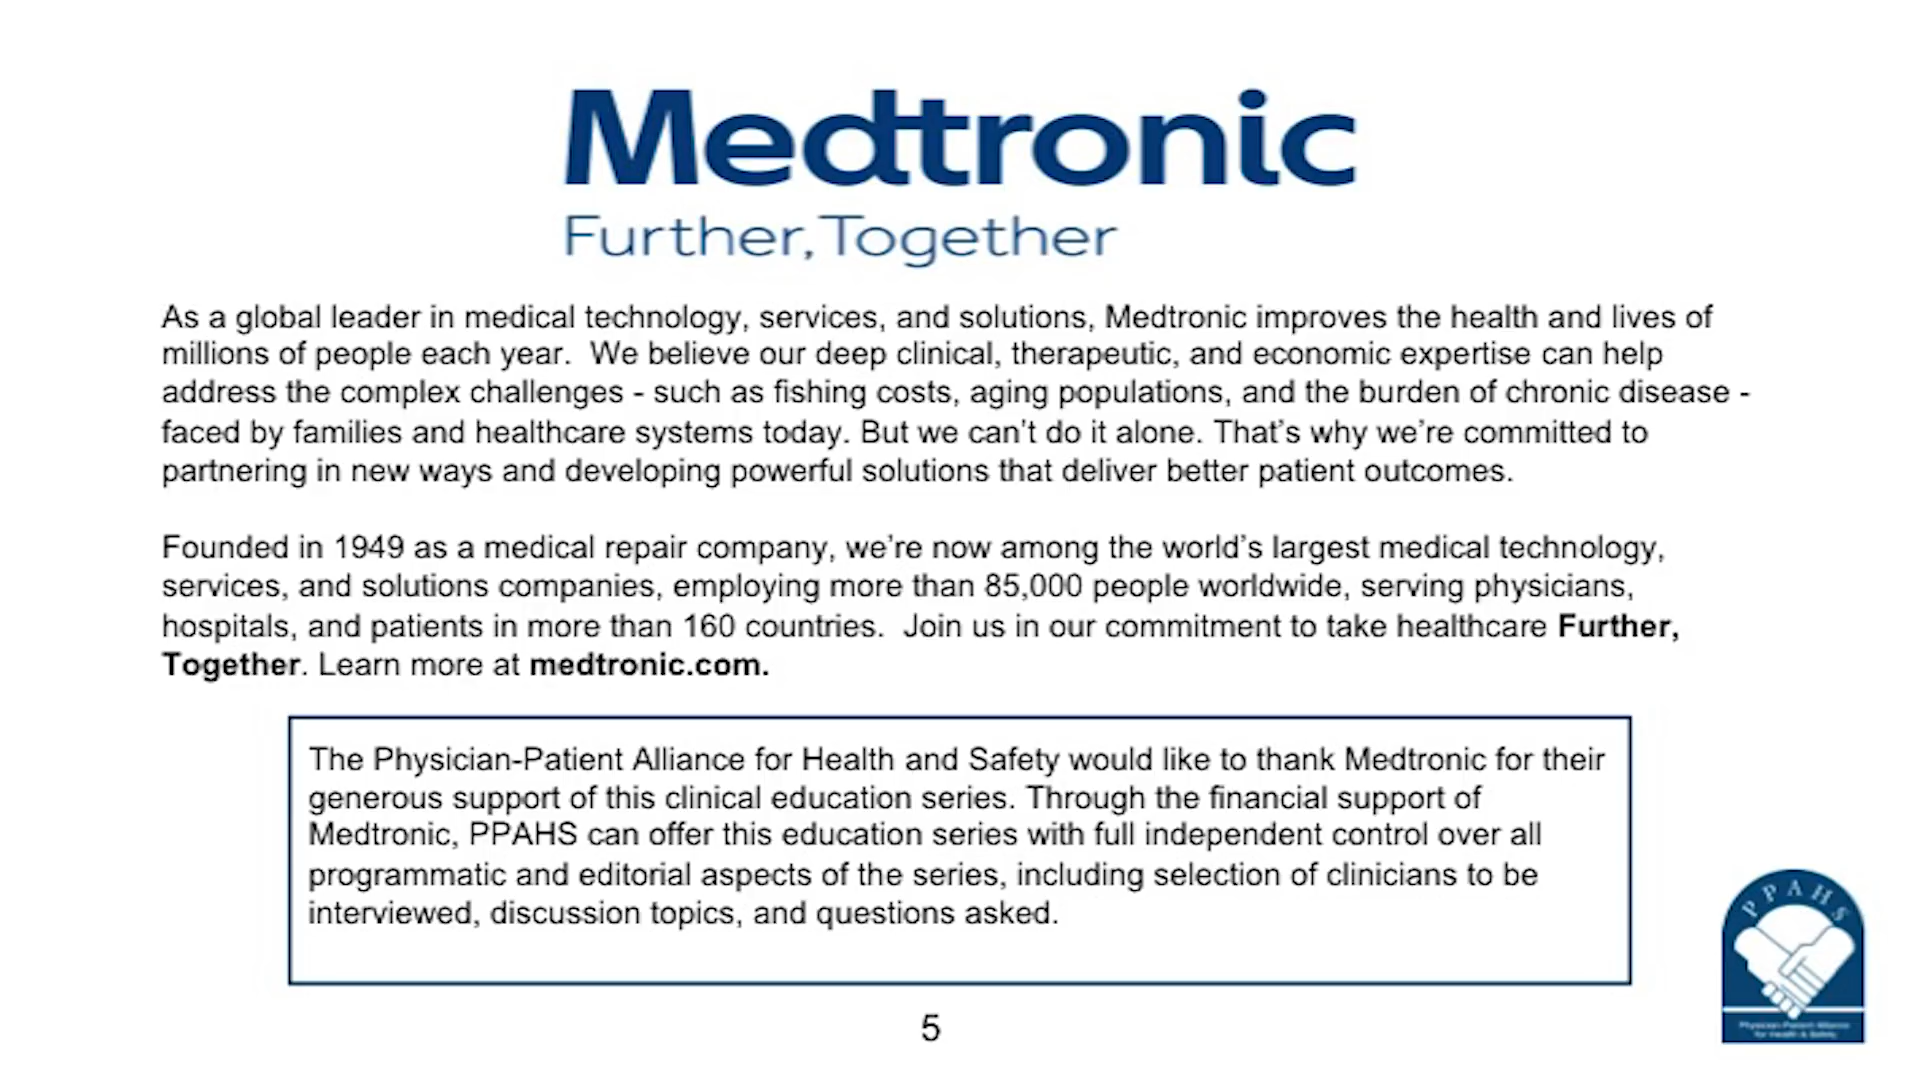 Medtronic
Further, Together
As a global leader in medical technology, services, and solutions, Medtronic improves the health and lives of
millions of people each year.  We believe our deep clinical, therapeutic, and economic expertise can help
address the complex challenges - such as fishing costs, aging populations, and the burden of chronic disease -
faced by families and healthcare systems today. But we can't do it alone. That's why we're committed to
partnering in new ways and developing powerful solutions that deliver better patient outcomes.
Founded in 1949 as a medical repair company, we're now among the world's largest medical technology,
services, and solutions companies, employing more than 85,000 people worldwide, serving physicians,
hospitals, and patients in more than 160 countries.  Join us in our commitment to take healthcare Further,
Together. Learn more at medtronic.com.
The Physician-Patient Alliance for Health and Safety would like to thank Medtronic for their
generous support of this clinical education series. Through the financial support of
Medtronic, PPAHS can offer this education series with full independent control over all
programmatic and editorial aspects of the series, including selection of clinicians to be
interviewed, discussion topics, and questions asked.
PPAHS
Physician-Patient Alliance
for Health & Safety
5